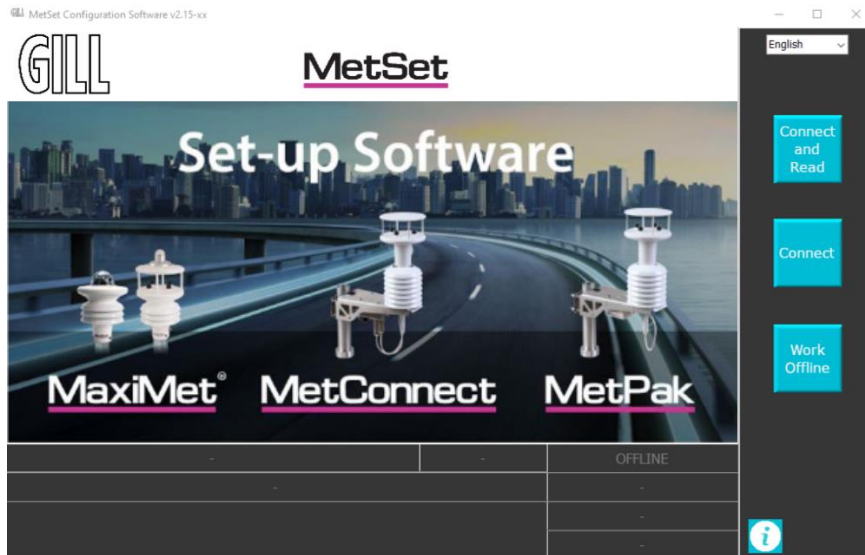 GILL MetSet Configuration Software v2.15-xx
English
GILL
MetSet
Set-up Software
Connect
and
Read
Connect
Work
Offline
MaxiMet®
MetConnect
MetPak
- - OFFLINE
- -
-
-
i